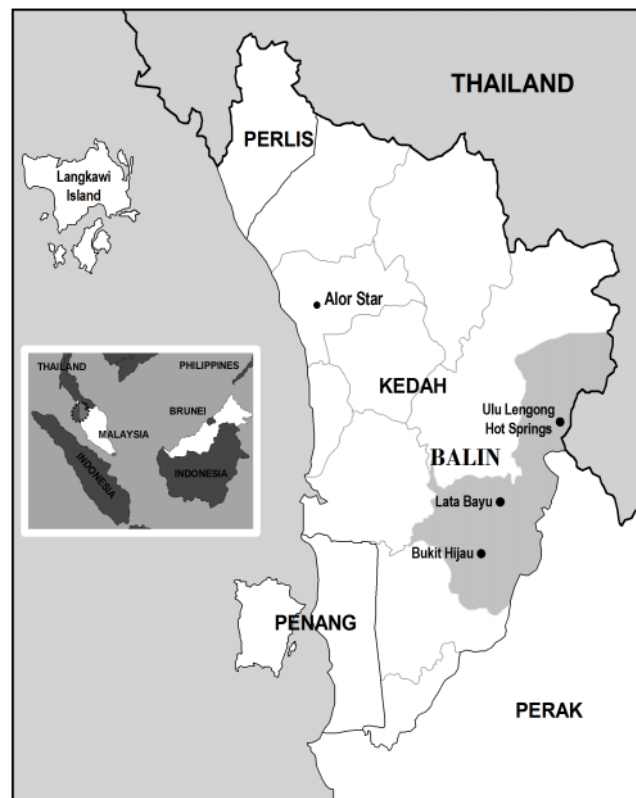 THAILAND
PERLIS
Langkawi
Island
Alor Star
THAILAND
PHILIPPINES
BRUNEI
MALAYSIA
INDONESIA
INDONESIA
KEDAH
Ulu Lengong
Hot Springs
BALIN
Lata Bayu
Bukit Hijau
PENANG
PERAK